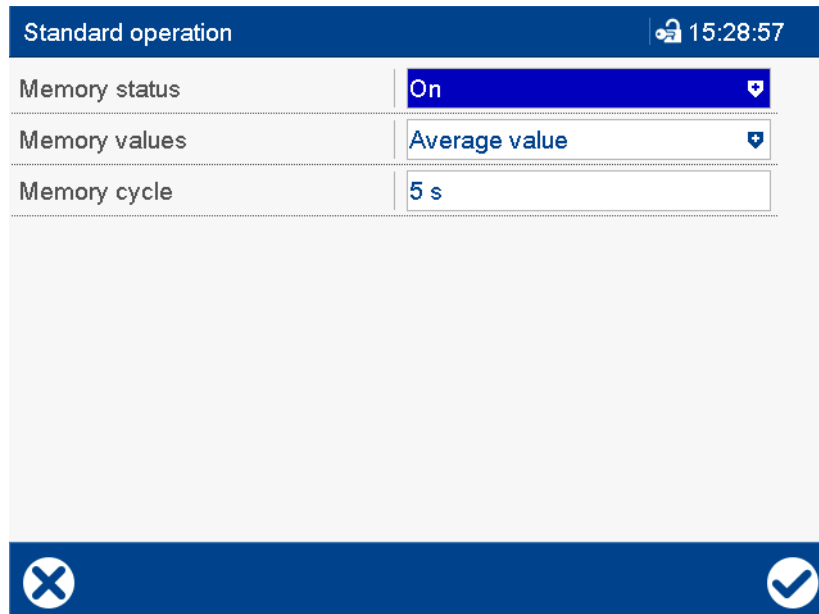 Standard operation 15:28:57
Memory status On
Memory values Average value
Memory cycle 5 s